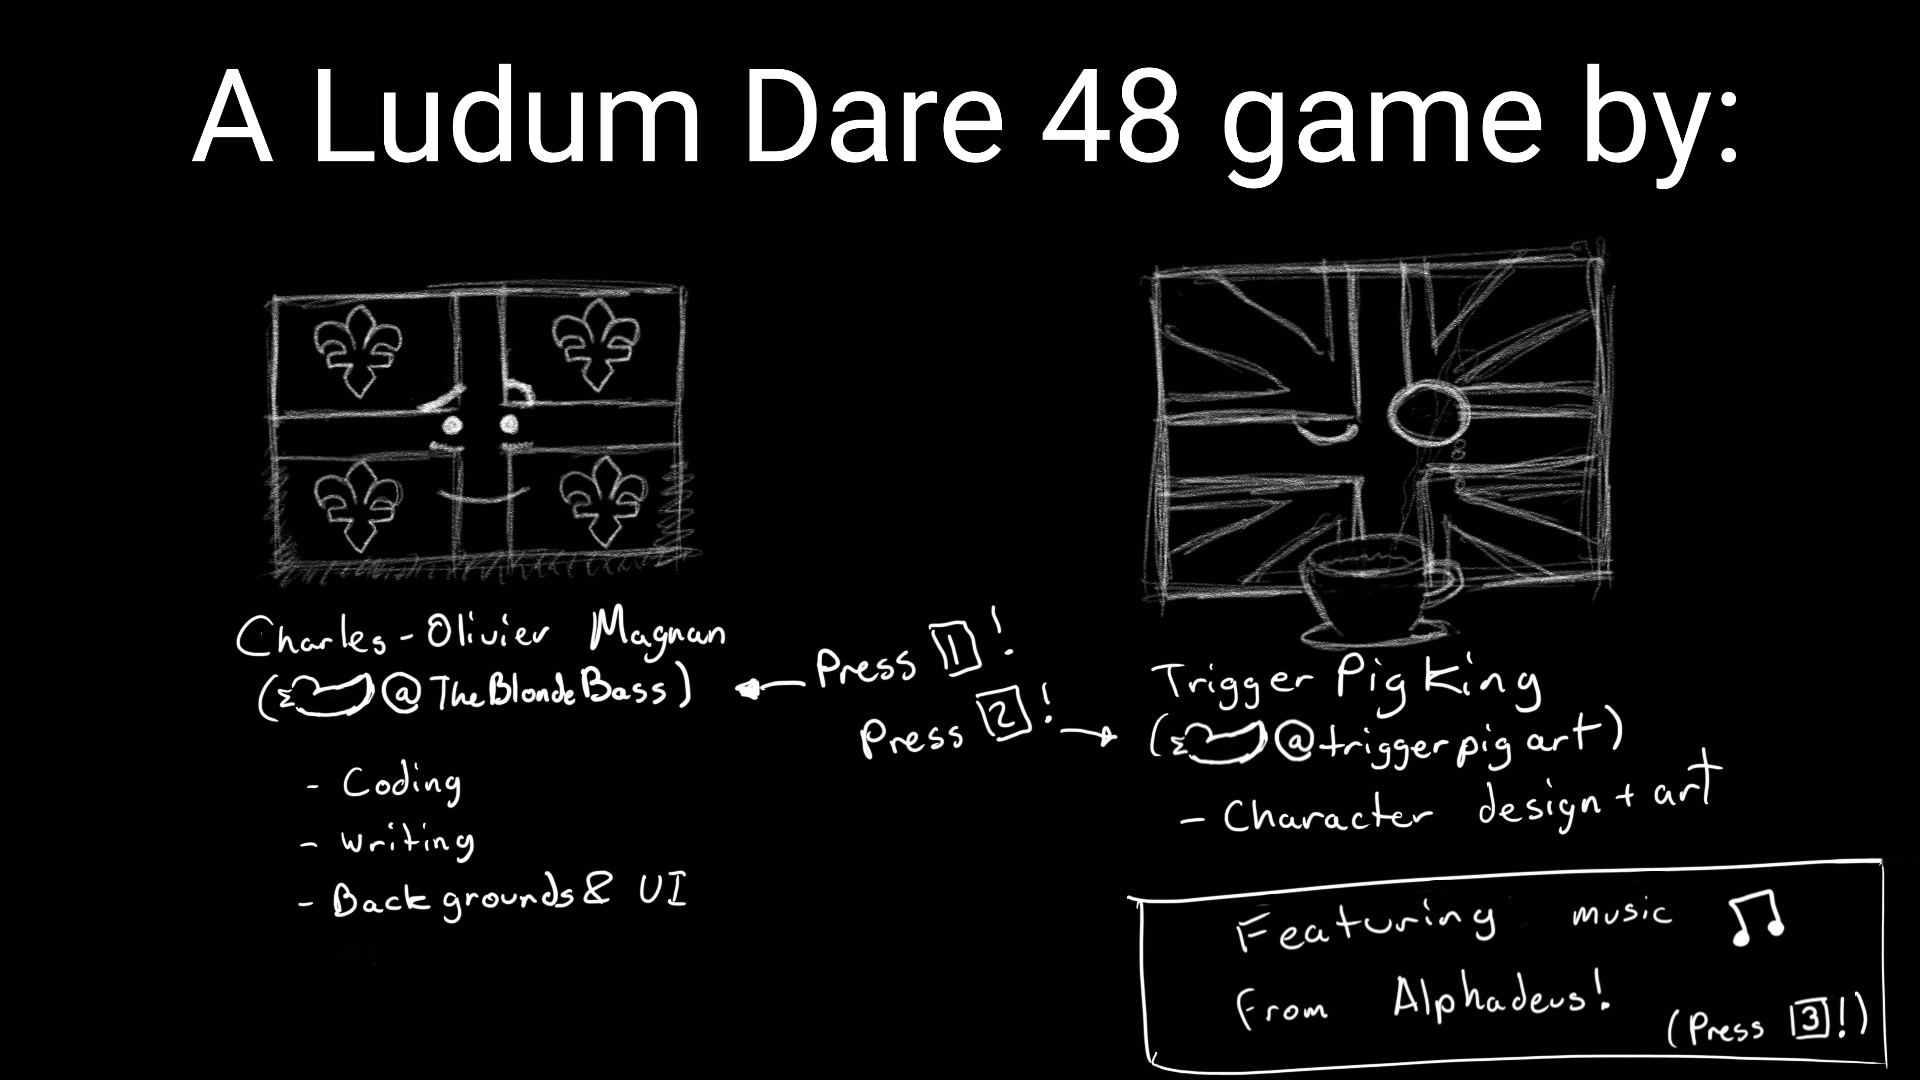 A Ludum Dare 48 game by:
Charles-Olivier Magnan
(@TheBlondeBass)
- Coding
- writing
- Backgrounds & UI
Press 1!
Press 2!
Trigger Pig King
(@triggerpigart)
- Character design + art
Featuring music
From Alphadeus!
(Press 3!)